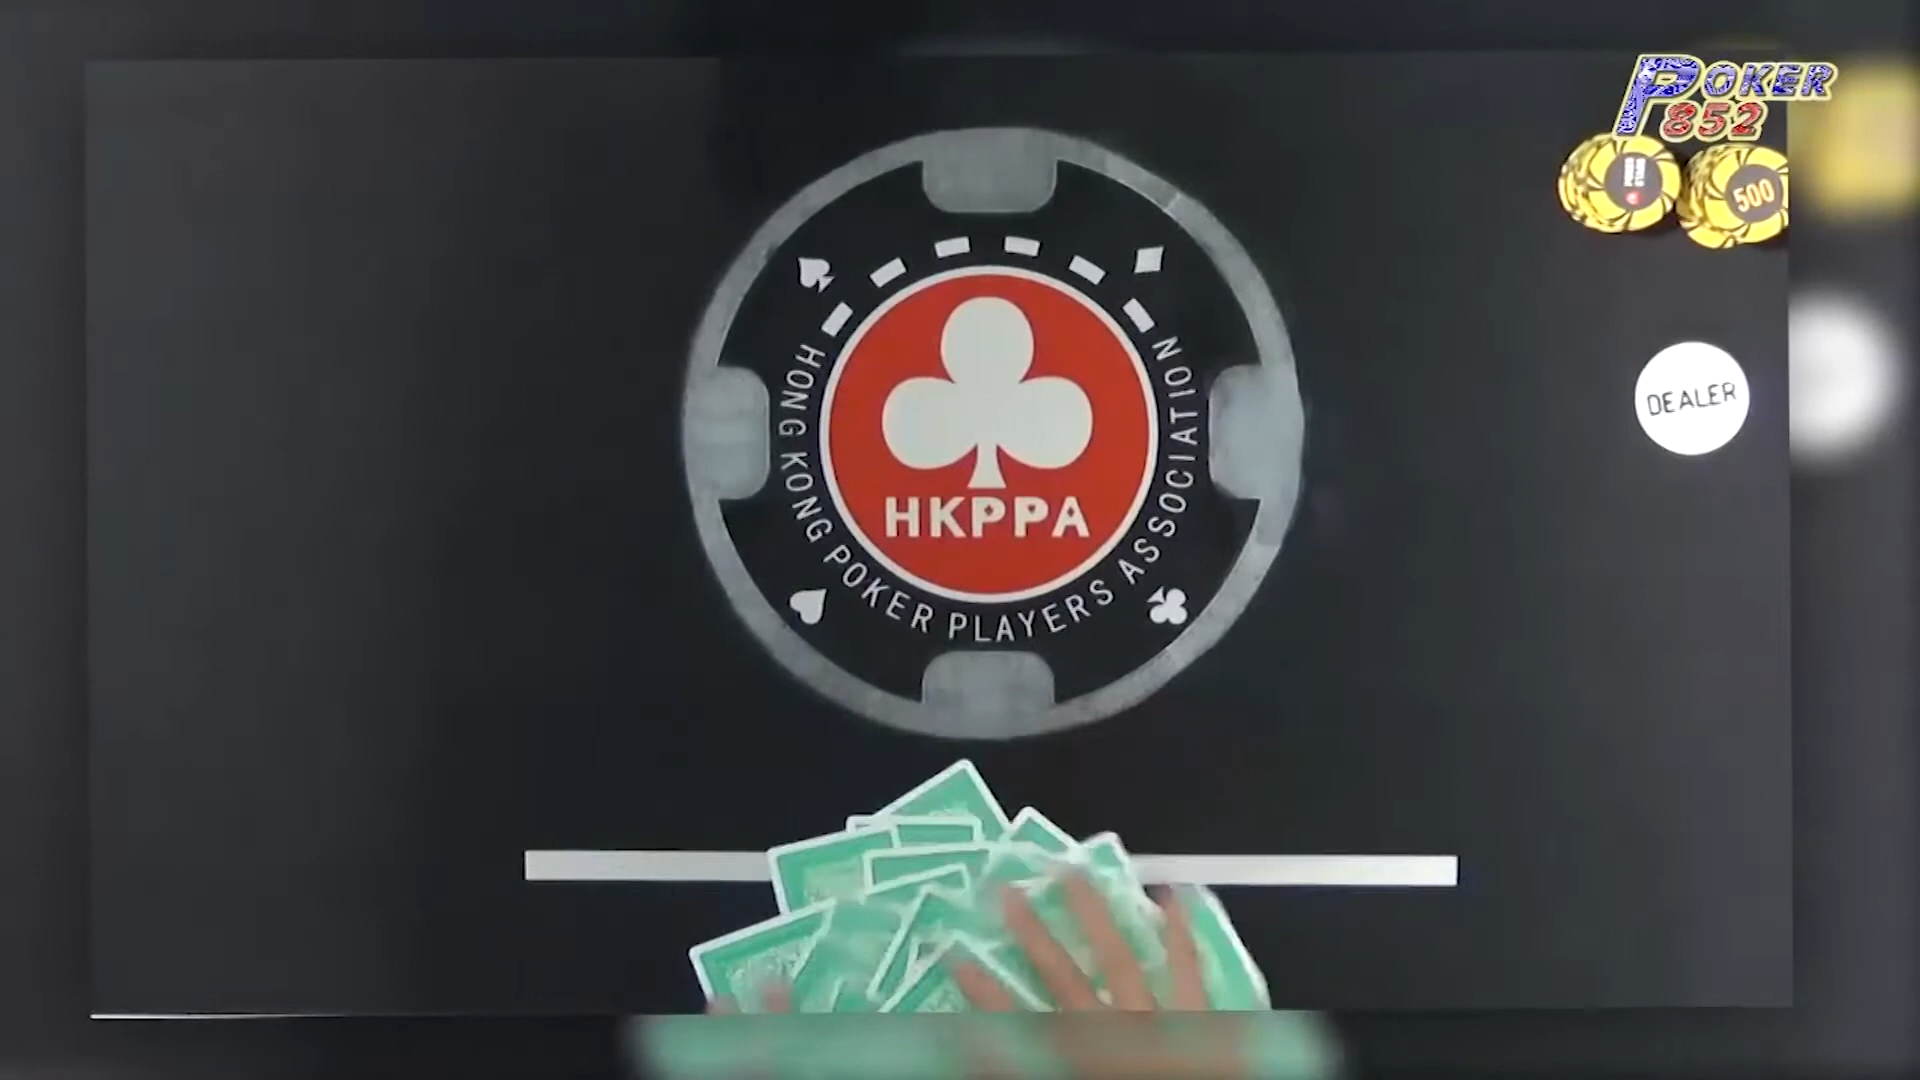 POKER
852
500
DEALER
HONG KONG POKER PLAYERS ASSOCIATION
HKPPA